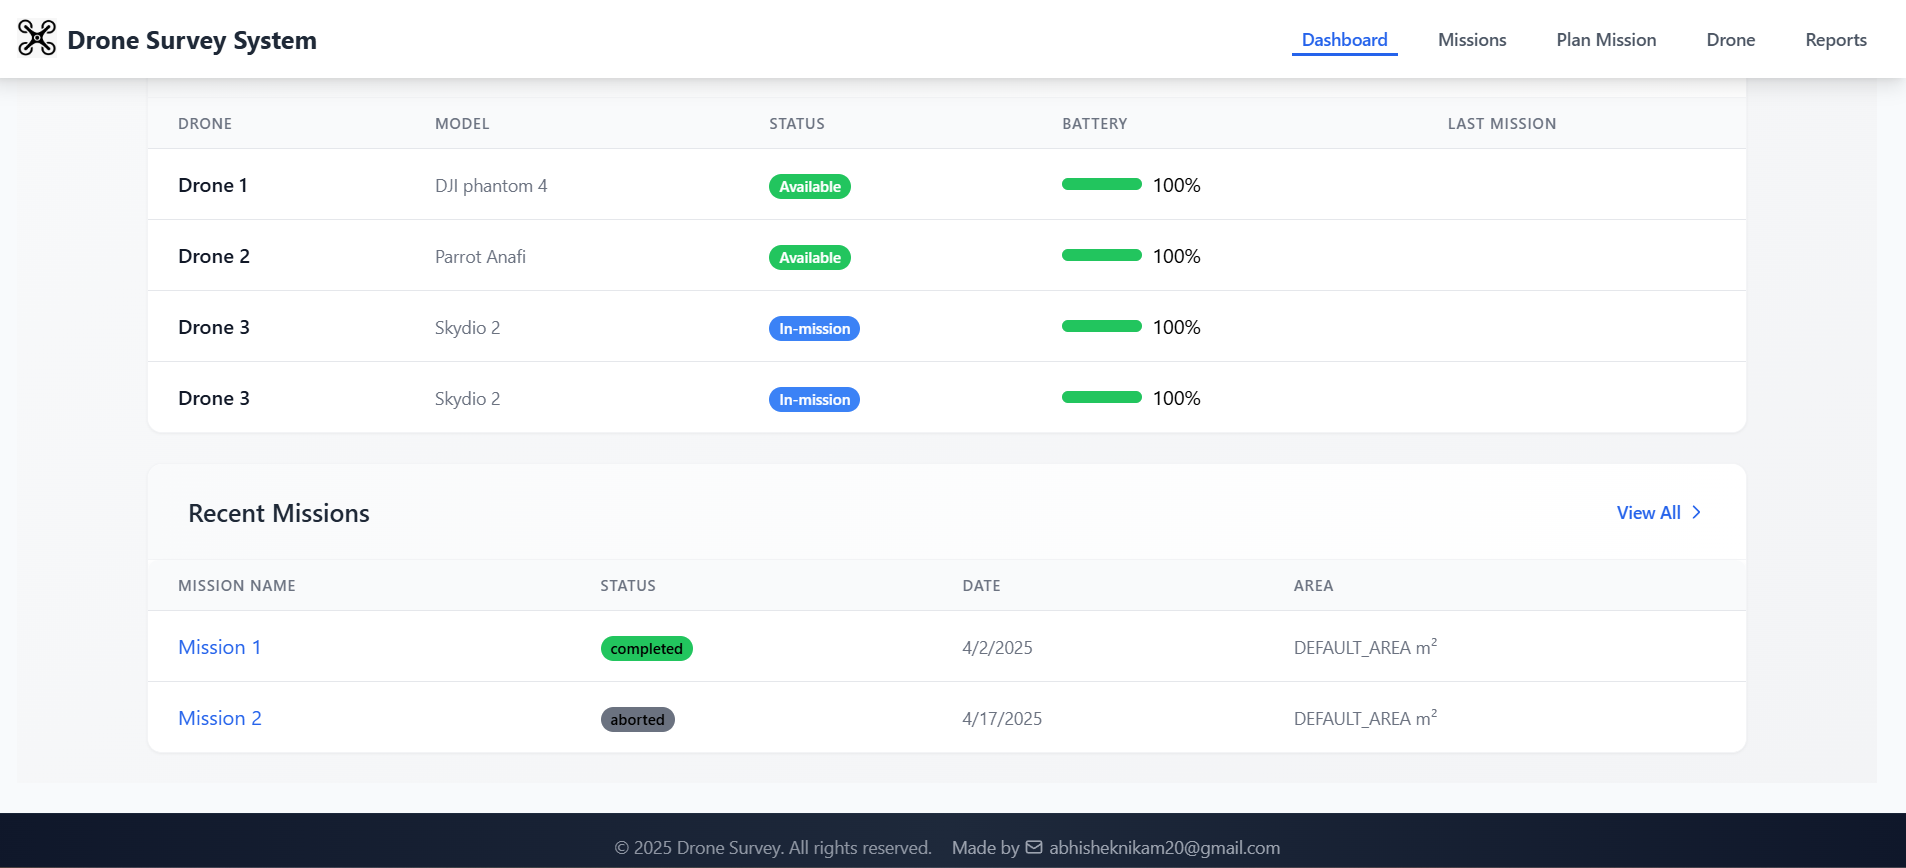 Drone Survey System Dashboard Missions Plan Mission Drone Reports
DRONE MODEL STATUS BATTERY LAST MISSION
Drone 1 DJI phantom 4 Available 100%
Drone 2 Parrot Anafi Available 100%
Drone 3 Skydio 2 In-mission 100%
Drone 3 Skydio 2 In-mission 100%
Recent Missions View All
MISSION NAME STATUS DATE AREA
Mission 1 completed 4/2/2025 DEFAULT_AREA m²
Mission 2 aborted 4/17/2025 DEFAULT_AREA m²
© 2025 Drone Survey. All rights reserved. Made by abhisheknikam20@gmail.com